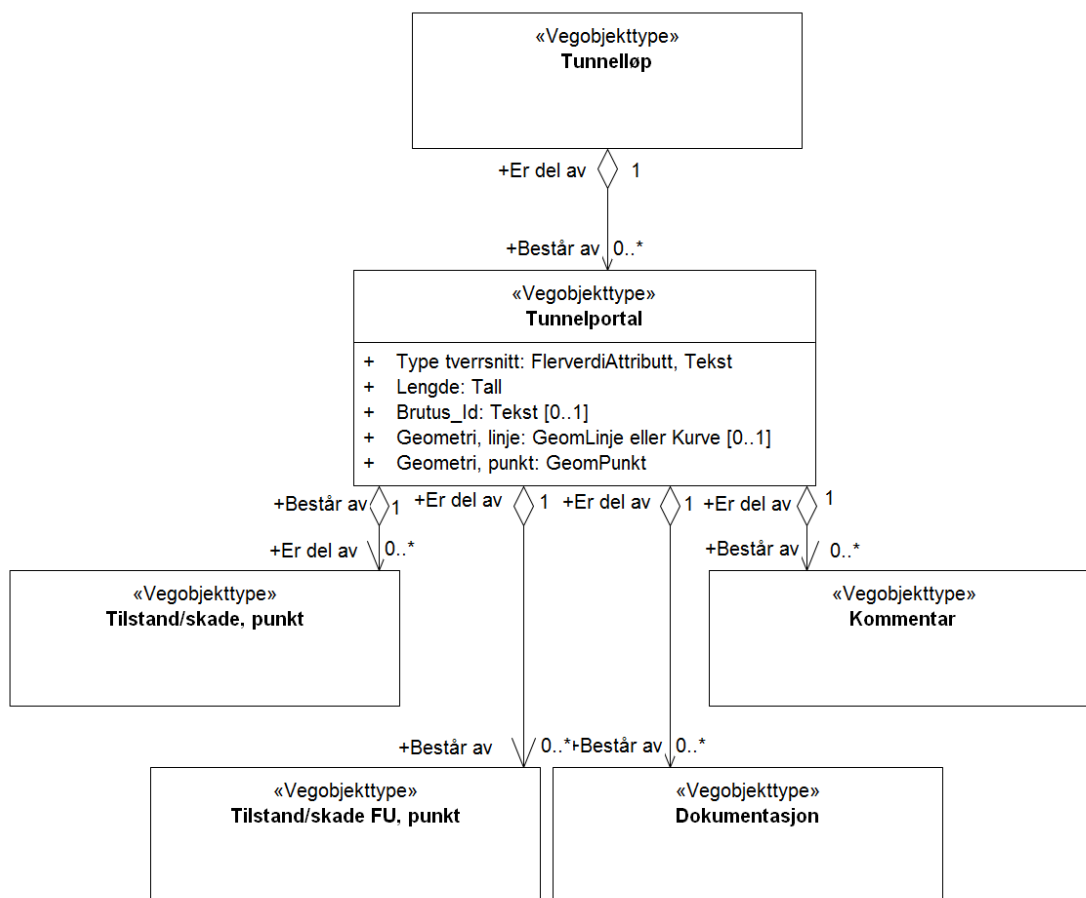 «Vegobjekttype»
Tunnelløp
+Er del av 1
+Består av 0..*
«Vegobjekttype»
Tunnelportal
+ Type tverrsnitt: FlerverdiAttributt, Tekst
+ Lengde: Tall
+ Brutus_Id: Tekst [0..1]
+ Geometri, linje: GeomLinje eller Kurve [0..1]
+ Geometri, punkt: GeomPunkt
+Består av 1 +Er del av 1 +Er del av 1 +Er del av 1
+Er del av 0..* +Består av 0..*
«Vegobjekttype» «Vegobjekttype»
Tilstand/skade, punkt Kommentar
+Består av 0..* +Består av 0..*
«Vegobjekttype» «Vegobjekttype»
Tilstand/skade FU, punkt Dokumentasjon